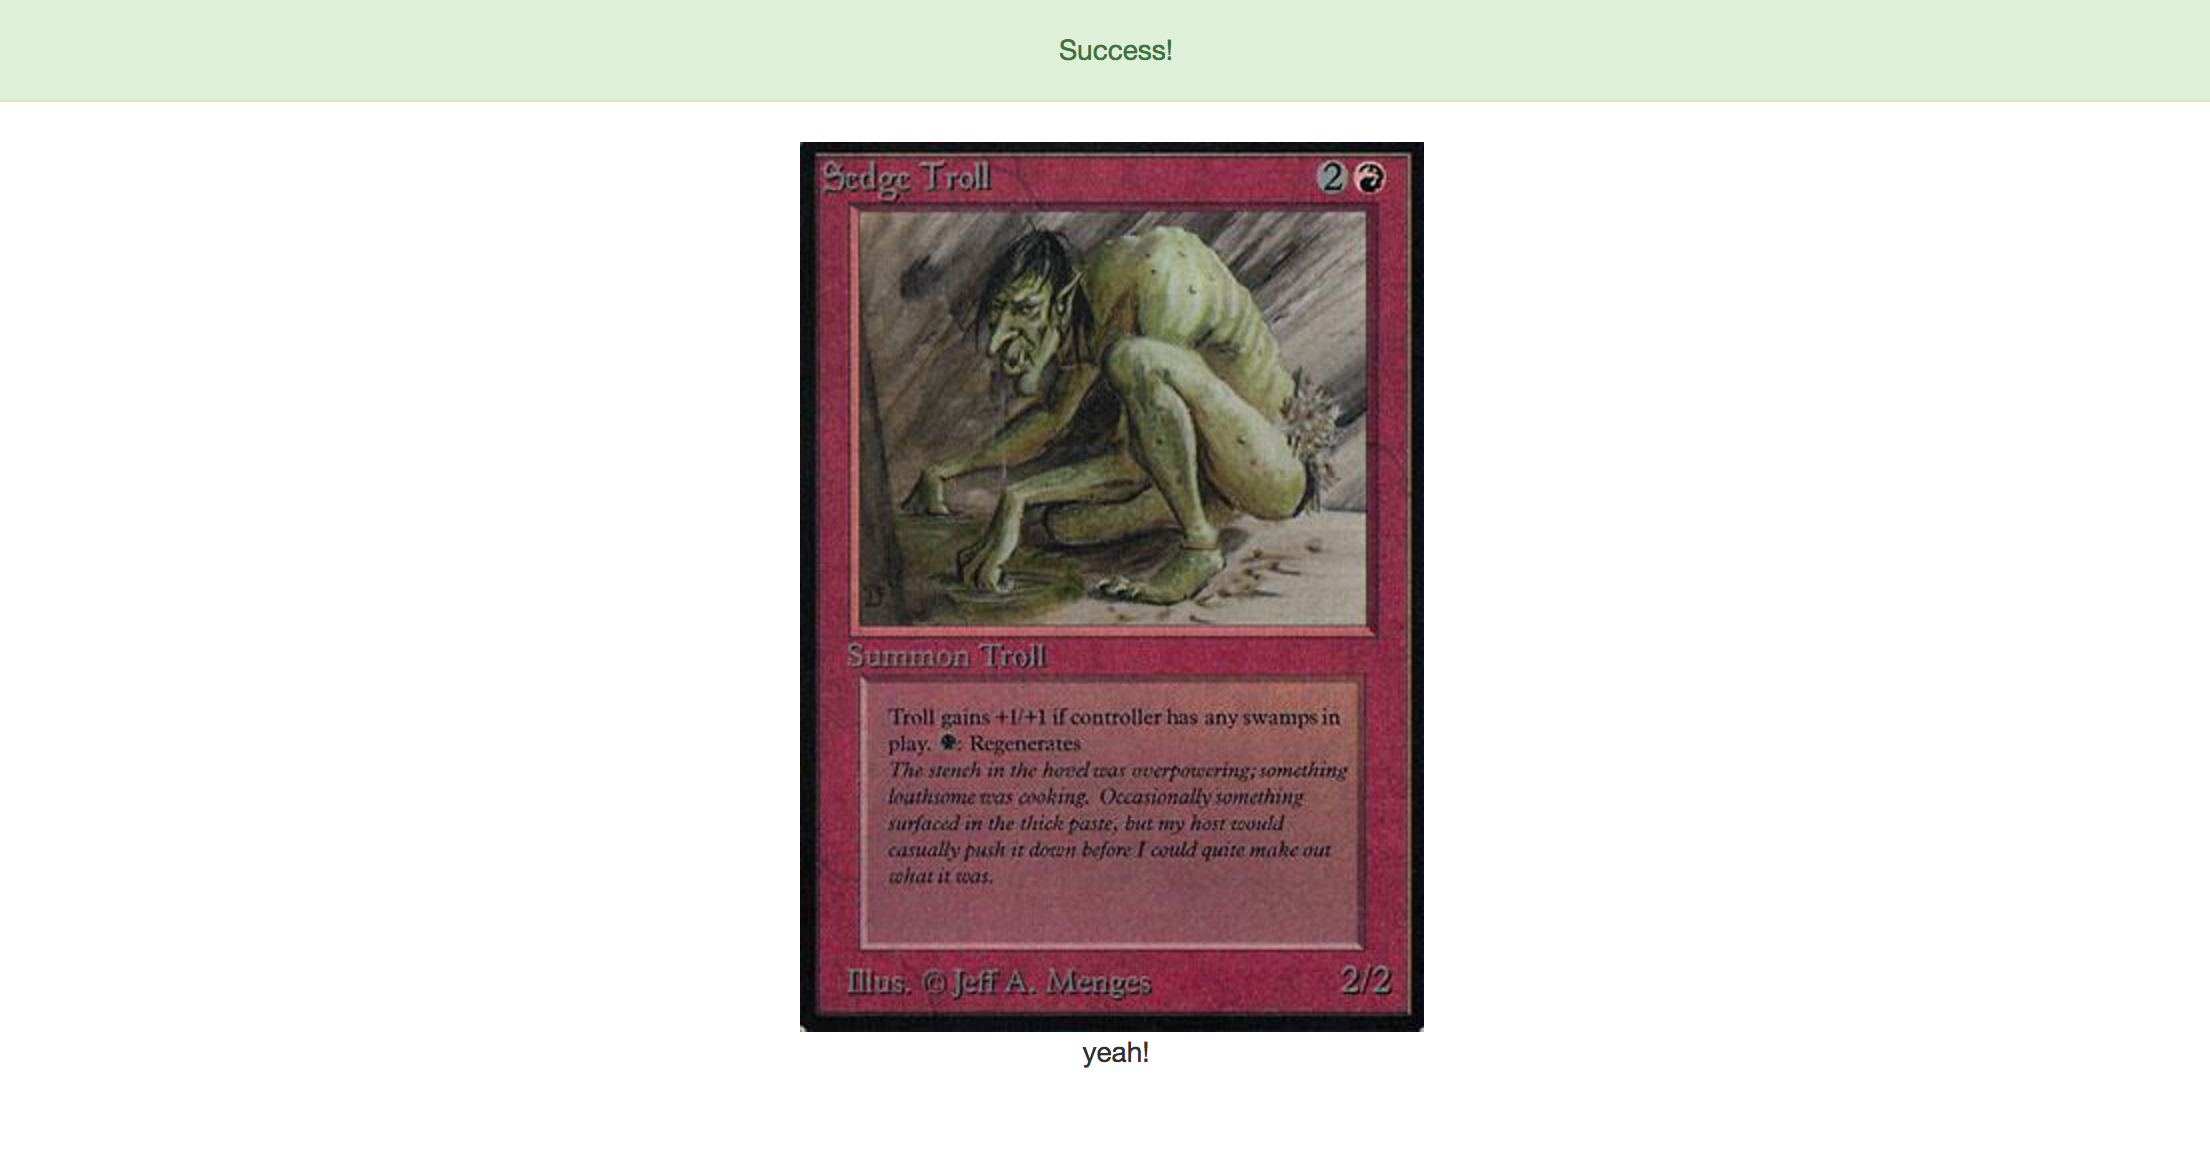 Success!
Sedge Troll 2
Summon Troll
Troll gains +1/+1 if controller has any swamps in
play. : Regenerates
The stench in the hovel was overpowering; something
loathsome was cooking. Occasionally something
surfaced in the thick paste, but my host would
casually push it down before I could quite make out
what it was.
Illus. © Jeff A. Menges 2/2
yeah!